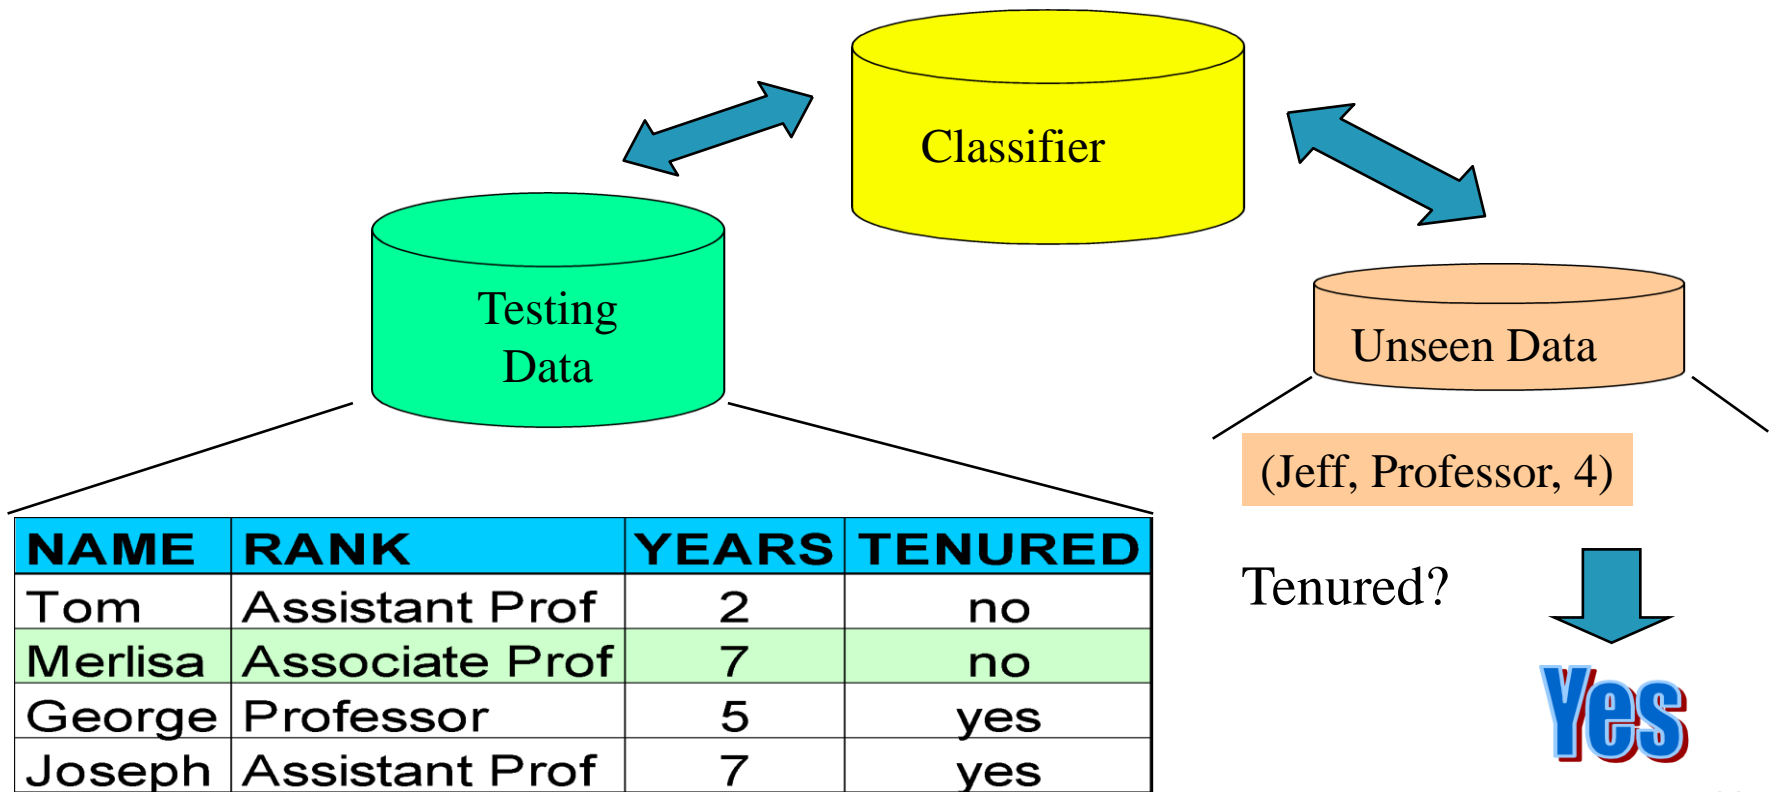 Classifier
Testing
Data
Unseen Data
(Jeff, Professor, 4)
NAME RANK YEARS TENURED
Tom Assistant Prof 2 no
Merlisa Associate Prof 7 no
George Professor 5 yes
Joseph Assistant Prof 7 yes
Tenured?
Yes